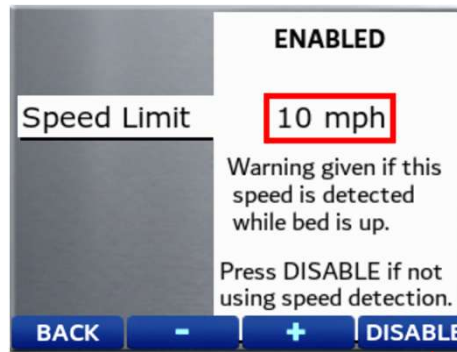 ENABLED
Speed Limit
10 mph
Warning given if this
speed is detected
while bed is up.
Press DISABLE if not
using speed detection.
BACK - + DISABLE